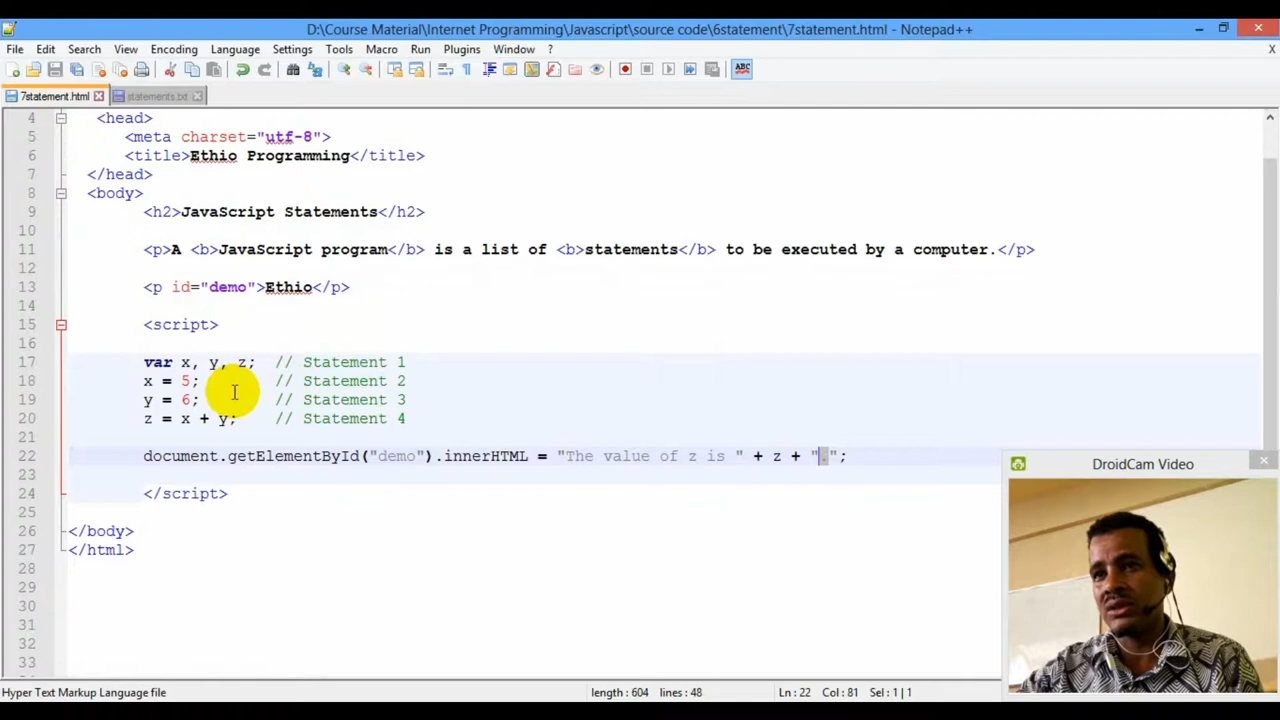 D:\Course Material\Internet Programming\Javascript\source code\6statement\7statement.html - Notepad++
File Edit Search View Encoding Language Settings Tools Macro Run Plugins Window ? X
ABC
7statement.html statements.txt
4 <head>
5 <meta charset="utf-8">
6 <title>Ethio Programming</title>
7 </head>
8 <body>
9 <h2>JavaScript Statements</h2>
10
11 <p>A <b>JavaScript program</b> is a list of <b>statements</b> to be executed by a computer.</p>
12
13 <p id="demo">Ethio</p>
14
15 <script>
16
17 var x, y, z; // Statement 1
18 x = 5; // Statement 2
19 y = 6; // Statement 3
20 z = x + y; // Statement 4
21
22 document.getElementById("demo").innerHTML = "The value of z is " + z + ".";
23
24 </script>
25
26 </body>
27 </html>
28
29
30
31
32
33
DroidCam Video
Hyper Text Markup Language file length : 604 lines : 48 Ln : 22 Col : 81 Sel : 1 | 1